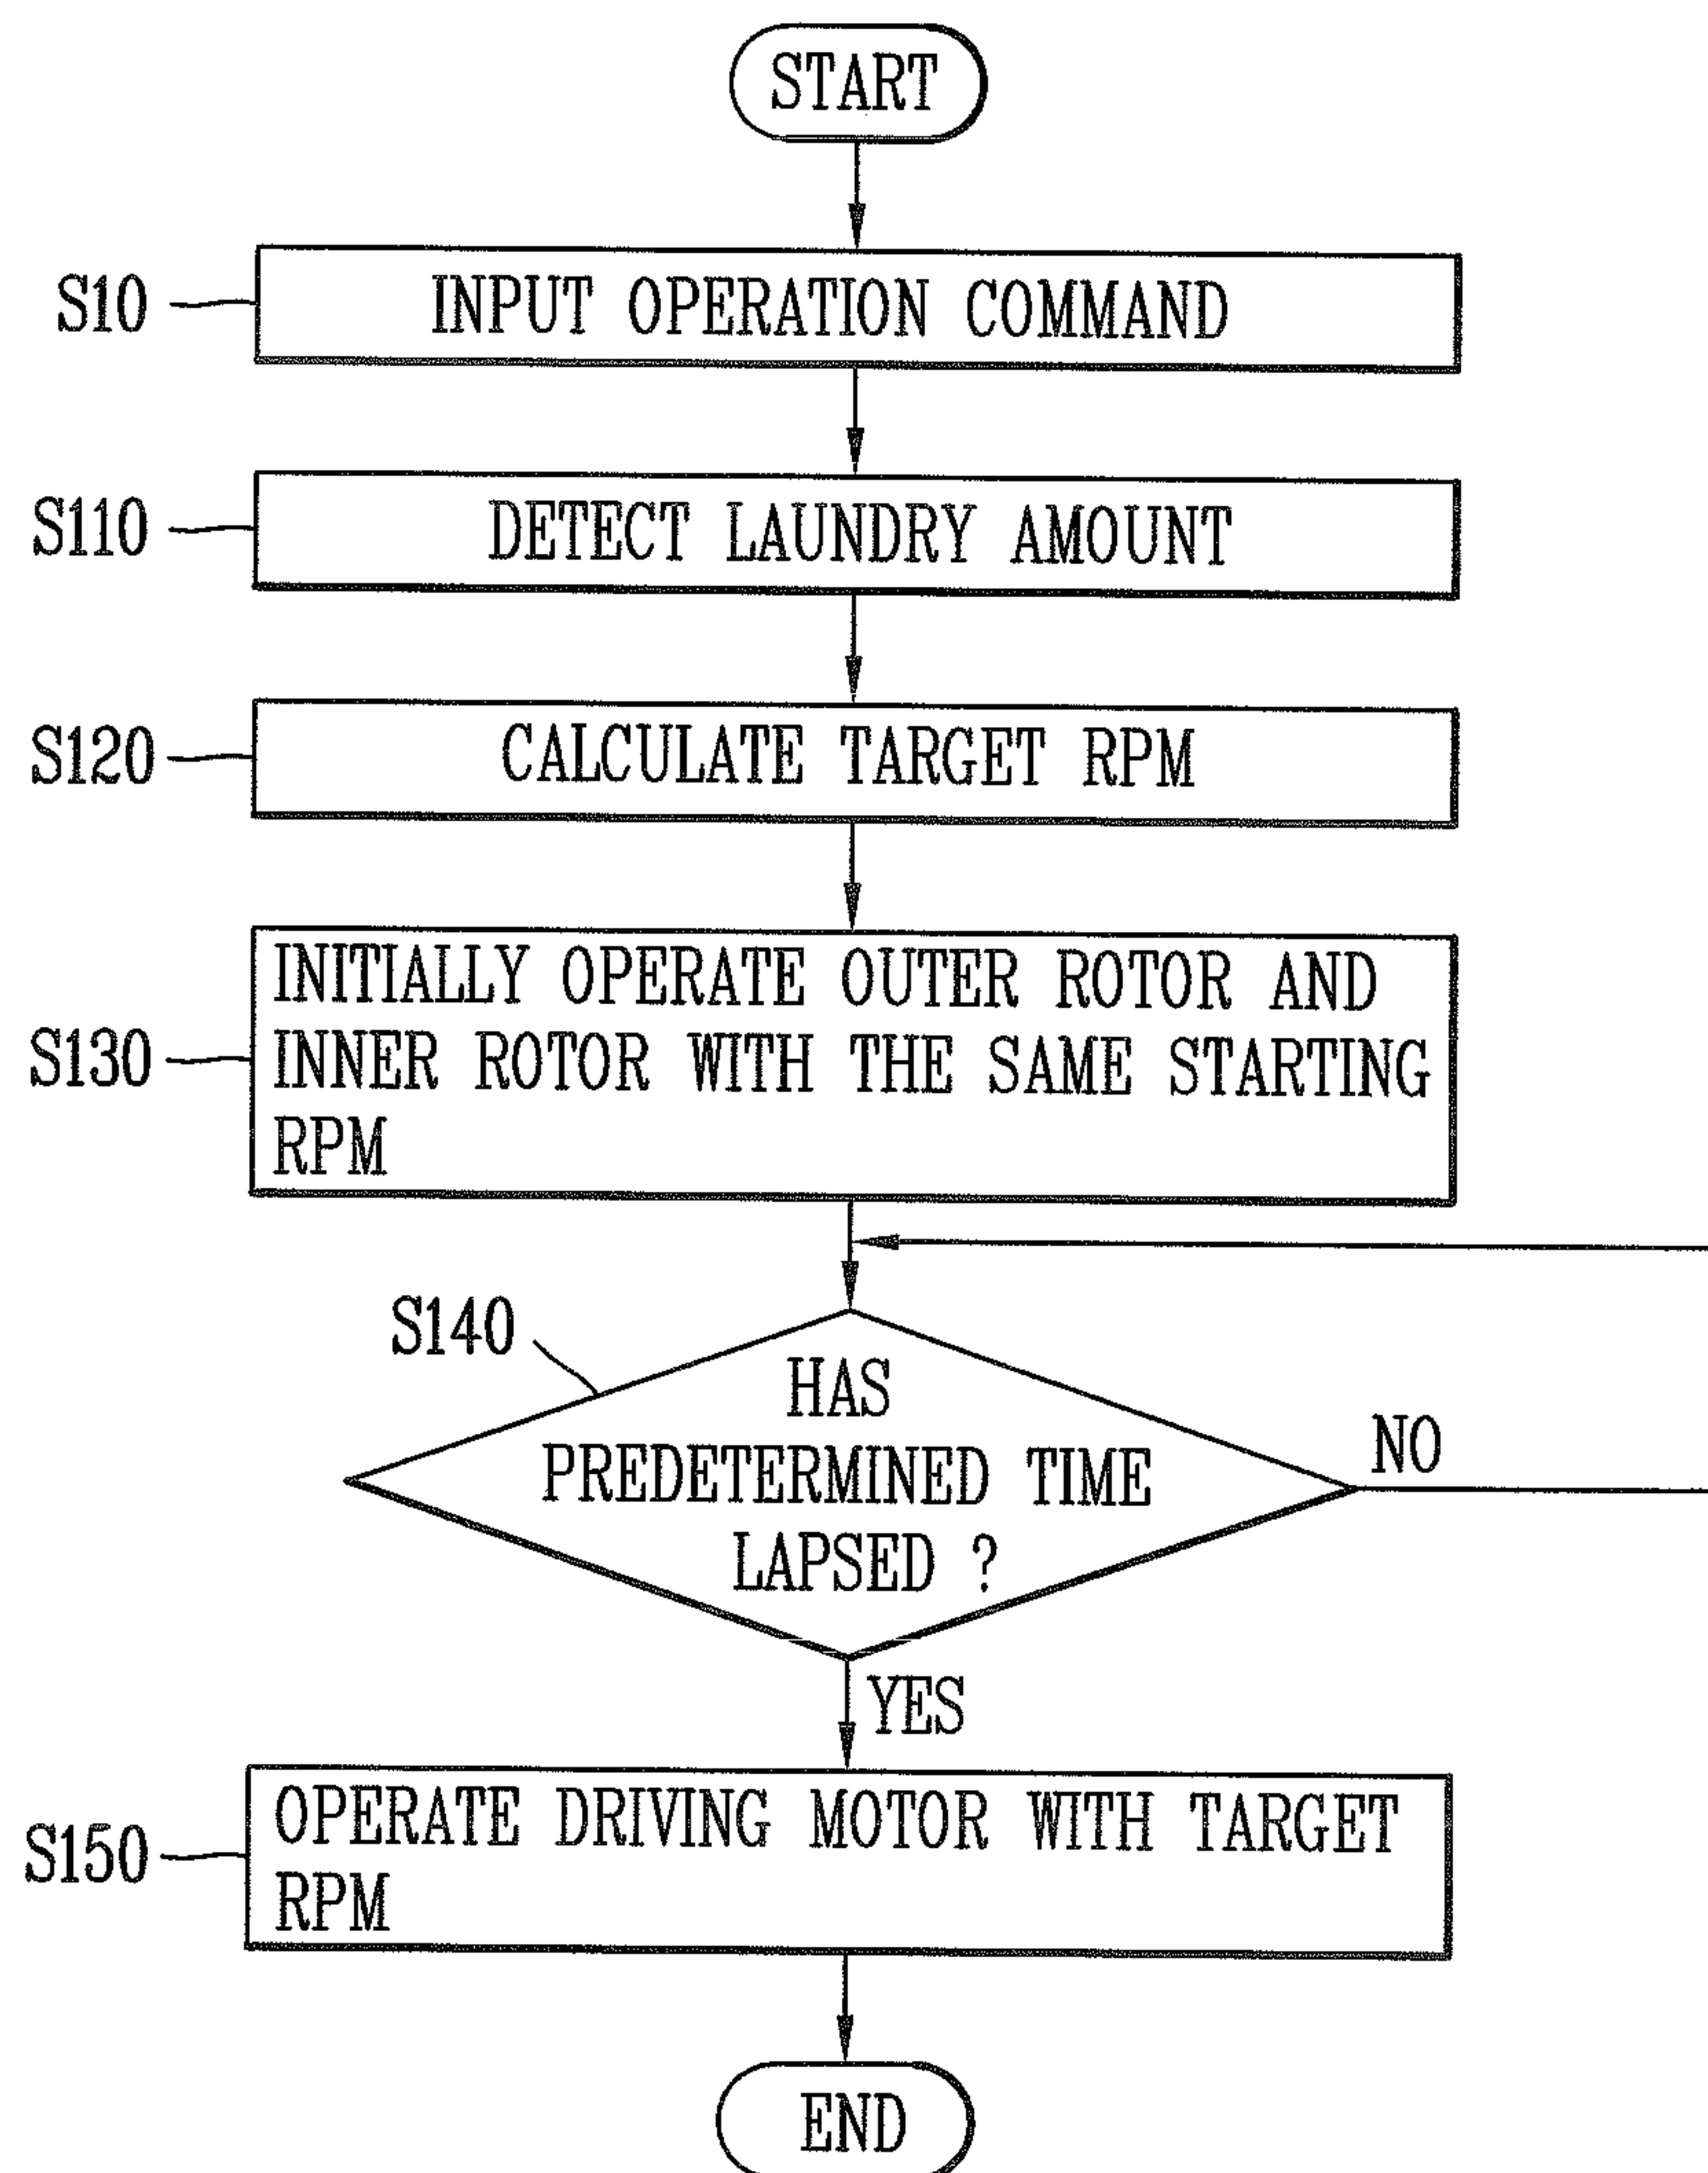 START
S10
INPUT OPERATION COMMAND
S110
DETECT LAUNDRY AMOUNT
S120
CALCULATE TARGET RPM
S130
INITIALLY OPERATE OUTER ROTOR AND
INNER ROTOR WITH THE SAME STARTING
RPM
S140
HAS
PREDETERMINED TIME
LAPSED ?
NO
YES
S150
OPERATE DRIVING MOTOR WITH TARGET
RPM
END